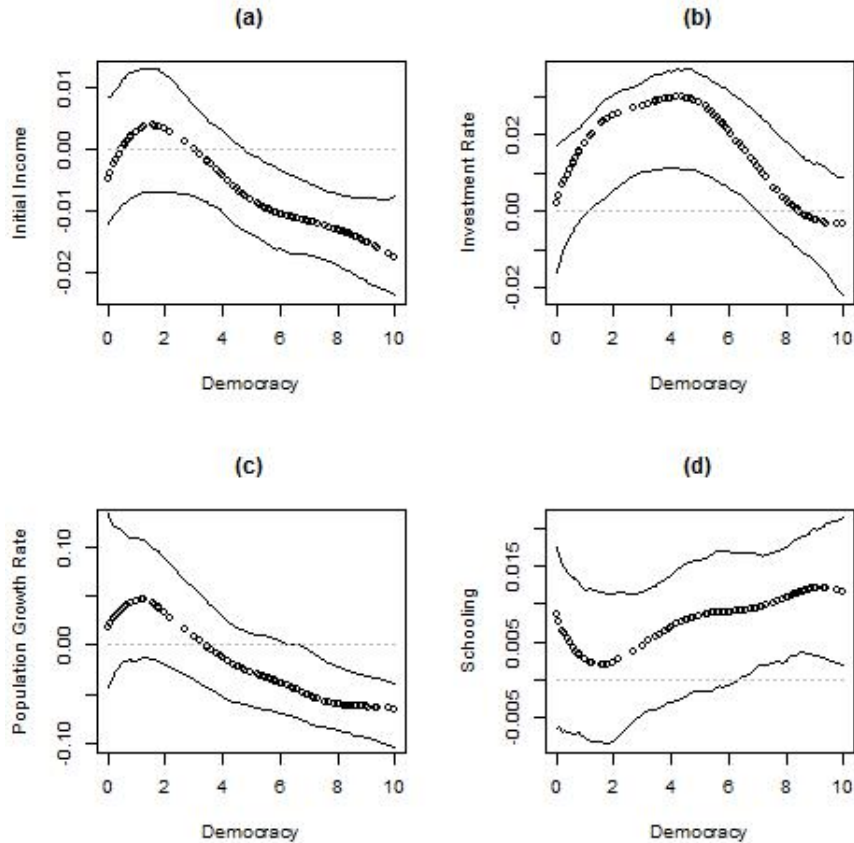 (a)
Initial Income
0.01
0.00
-0.01
-0.02
0 2 4 6 8 10
Democracy
(b)
Investment Rate
0.02
0.00
-0.02
0 2 4 6 8 10
Democracy
(c)
Population Growth Rate
0.10
0.00
-0.10
0 2 4 6 8 10
Democracy
(d)
Schooling
0.015
0.005
-0.005
0 2 4 6 8 10
Democracy